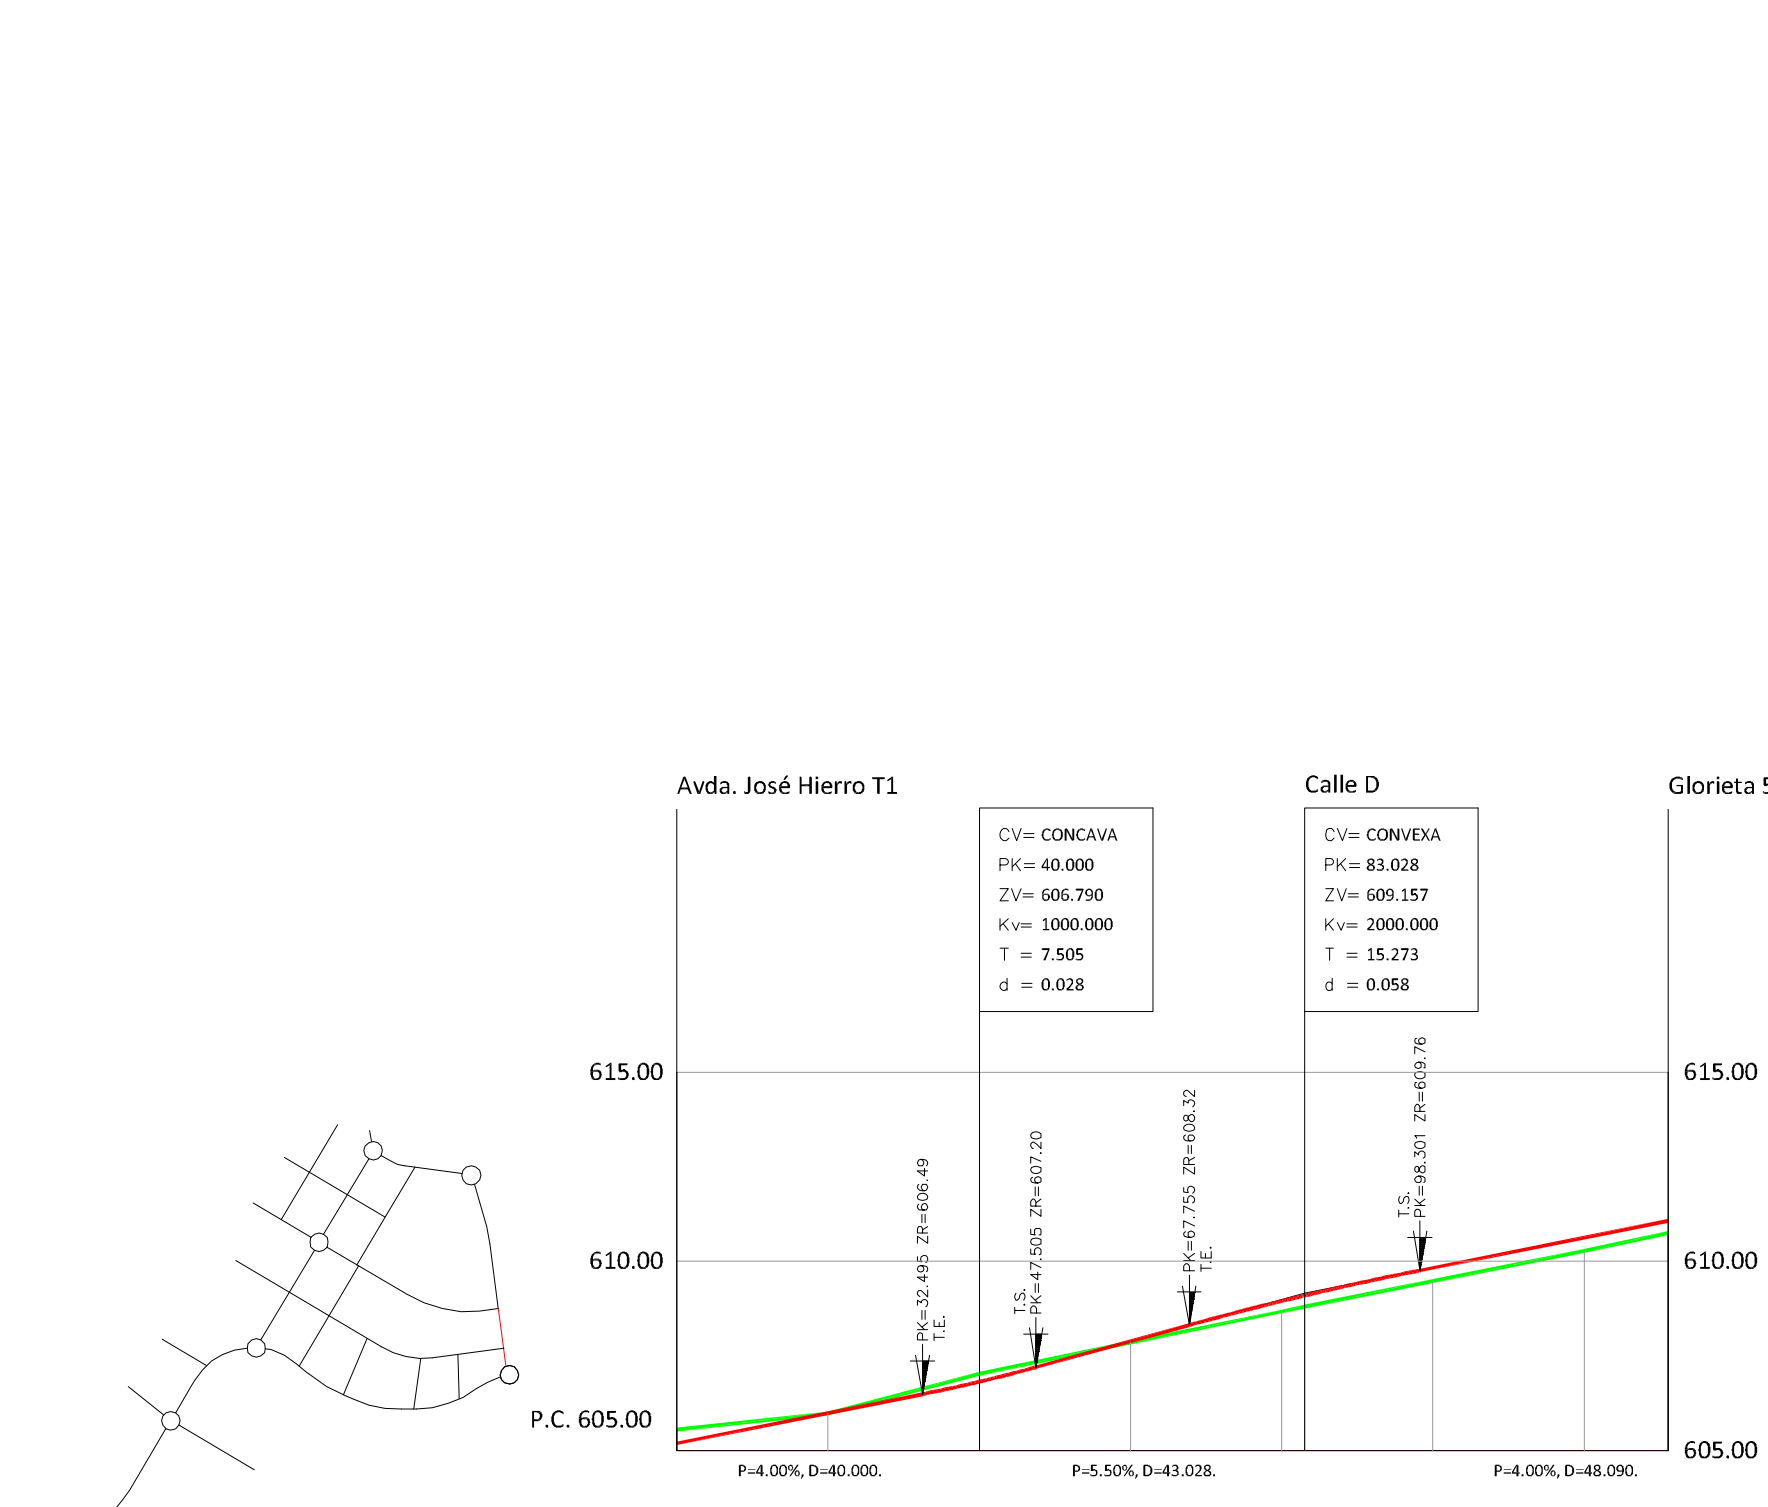 Avda. José Hierro T1
Calle D
Glorieta 5
CV= CONCAVA
PK= 40.000
ZV= 606.790
Kv= 1000.000
T = 7.505
d = 0.028
CV= CONVEXA
PK= 83.028
ZV= 609.157
Kv= 2000.000
T = 15.273
d = 0.058
615.00
615.00
610.00
610.00
P.C. 605.00
605.00
PK=32.495 ZR=606.49
T.E.
T.S.
PK=47.505 ZR=607.20
PK=67.755 ZR=608.32
T.E.
T.S.
PK=98.301 ZR=609.76
P=4.00%, D=40.000.
P=5.50%, D=43.028.
P=4.00%, D=48.090.